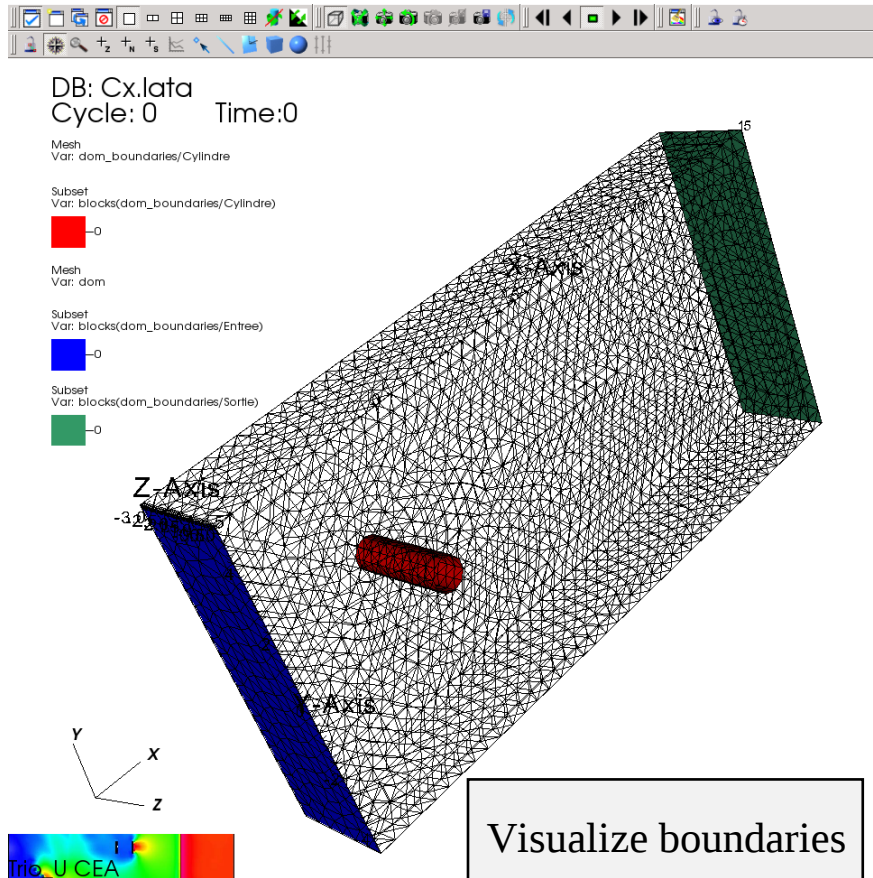 DB: Cx.lata
Cycle: 0 Time:0
Mesh
Var: dom_boundaries/Cylindre
Subset
Var: blocks(dom_boundaries/Cylindre)
0
Mesh
Var: dom
Subset
Var: blocks(dom_boundaries/Entree)
0
Subset
Var: blocks(dom_boundaries/Sortie)
0
15
X-Axis
Z-Axis
Y-Axis
Y
X
Z
Trio_U CEA
Visualize boundaries